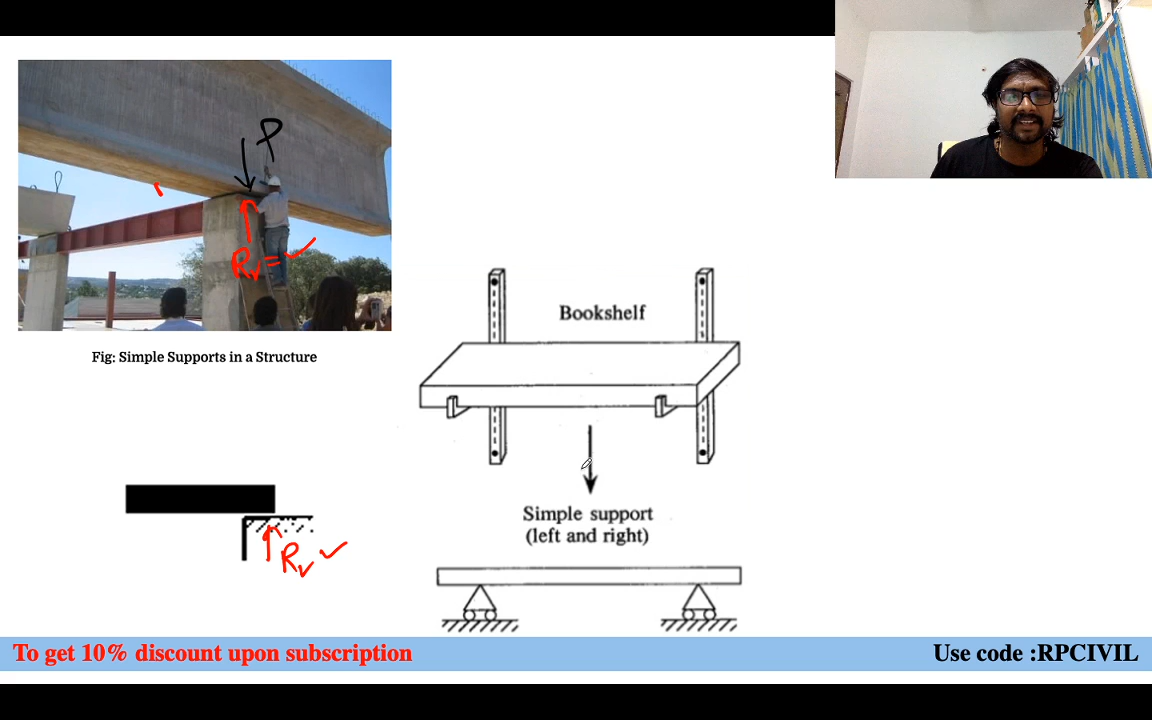 P
Rv = ✓
Fig: Simple Supports in a Structure
Bookshelf
Simple support
(left and right)
Rv ✓
To get 10% discount upon subscription
Use code :RPCIVIL